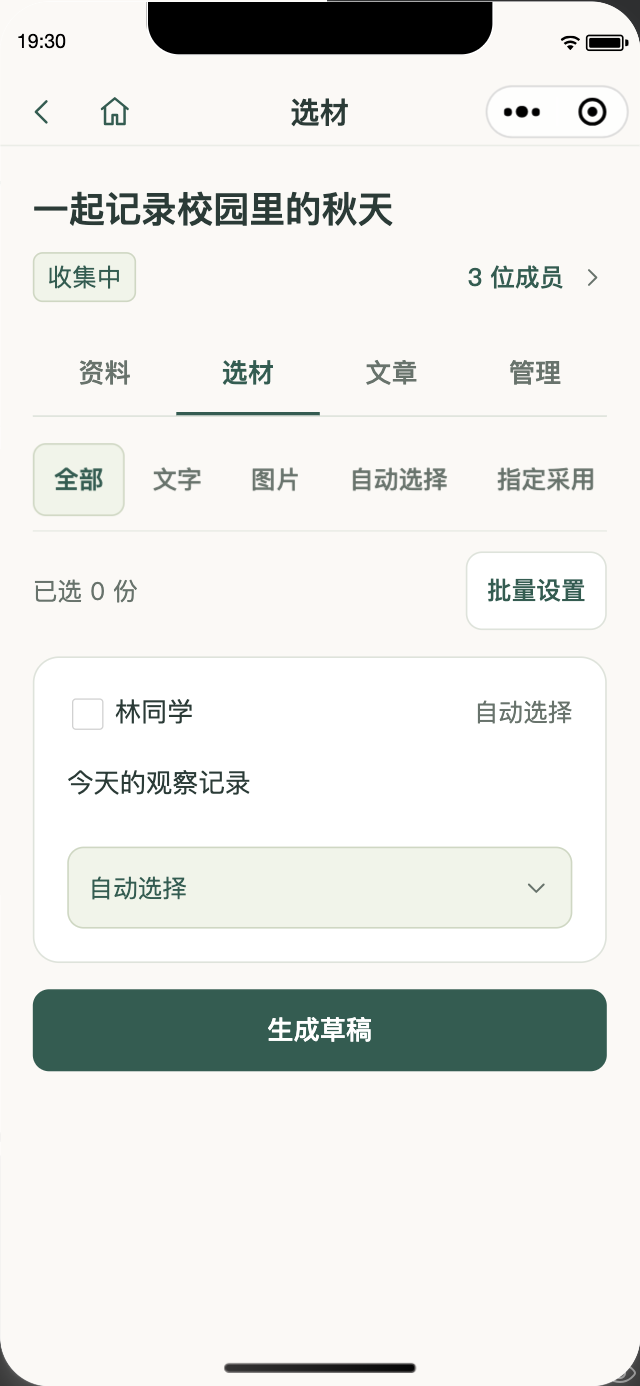 19:30
选材
一起记录校园里的秋天
收集中
3 位成员
资料 选材 文章 管理
全部 文字 图片 自动选择 指定采用
已选 0 份
批量设置
林同学
自动选择
今天的观察记录
自动选择
生成草稿